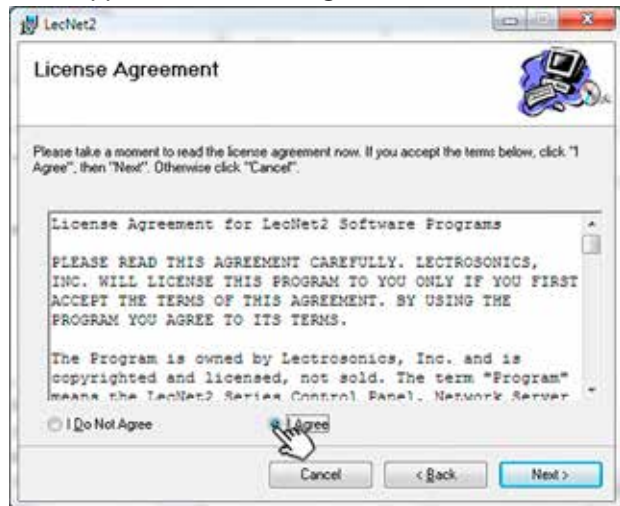 LecNet2
License Agreement
Please take a moment to read the license agreement now. If you accept the terms below, click "I
Agree", then "Next". Otherwise click "Cancel".
License Agreement for LecNet2 Software Programs
PLEASE READ THIS AGREEMENT CAREFULLY. LECTROSONICS,
INC. WILL LICENSE THIS PROGRAM TO YOU ONLY IF YOU FIRST
ACCEPT THE TERMS OF THIS AGREEMENT. BY USING THE
PROGRAM YOU AGREE TO ITS TERMS.
The Program is owned by Lectrosonics, Inc. and is
copyrighted and licensed, not sold. The term "Program"
means the LecNet2 Series Control Panel, Network Server
I Do Not Agree
I Agree
Cancel
< Back
Next >